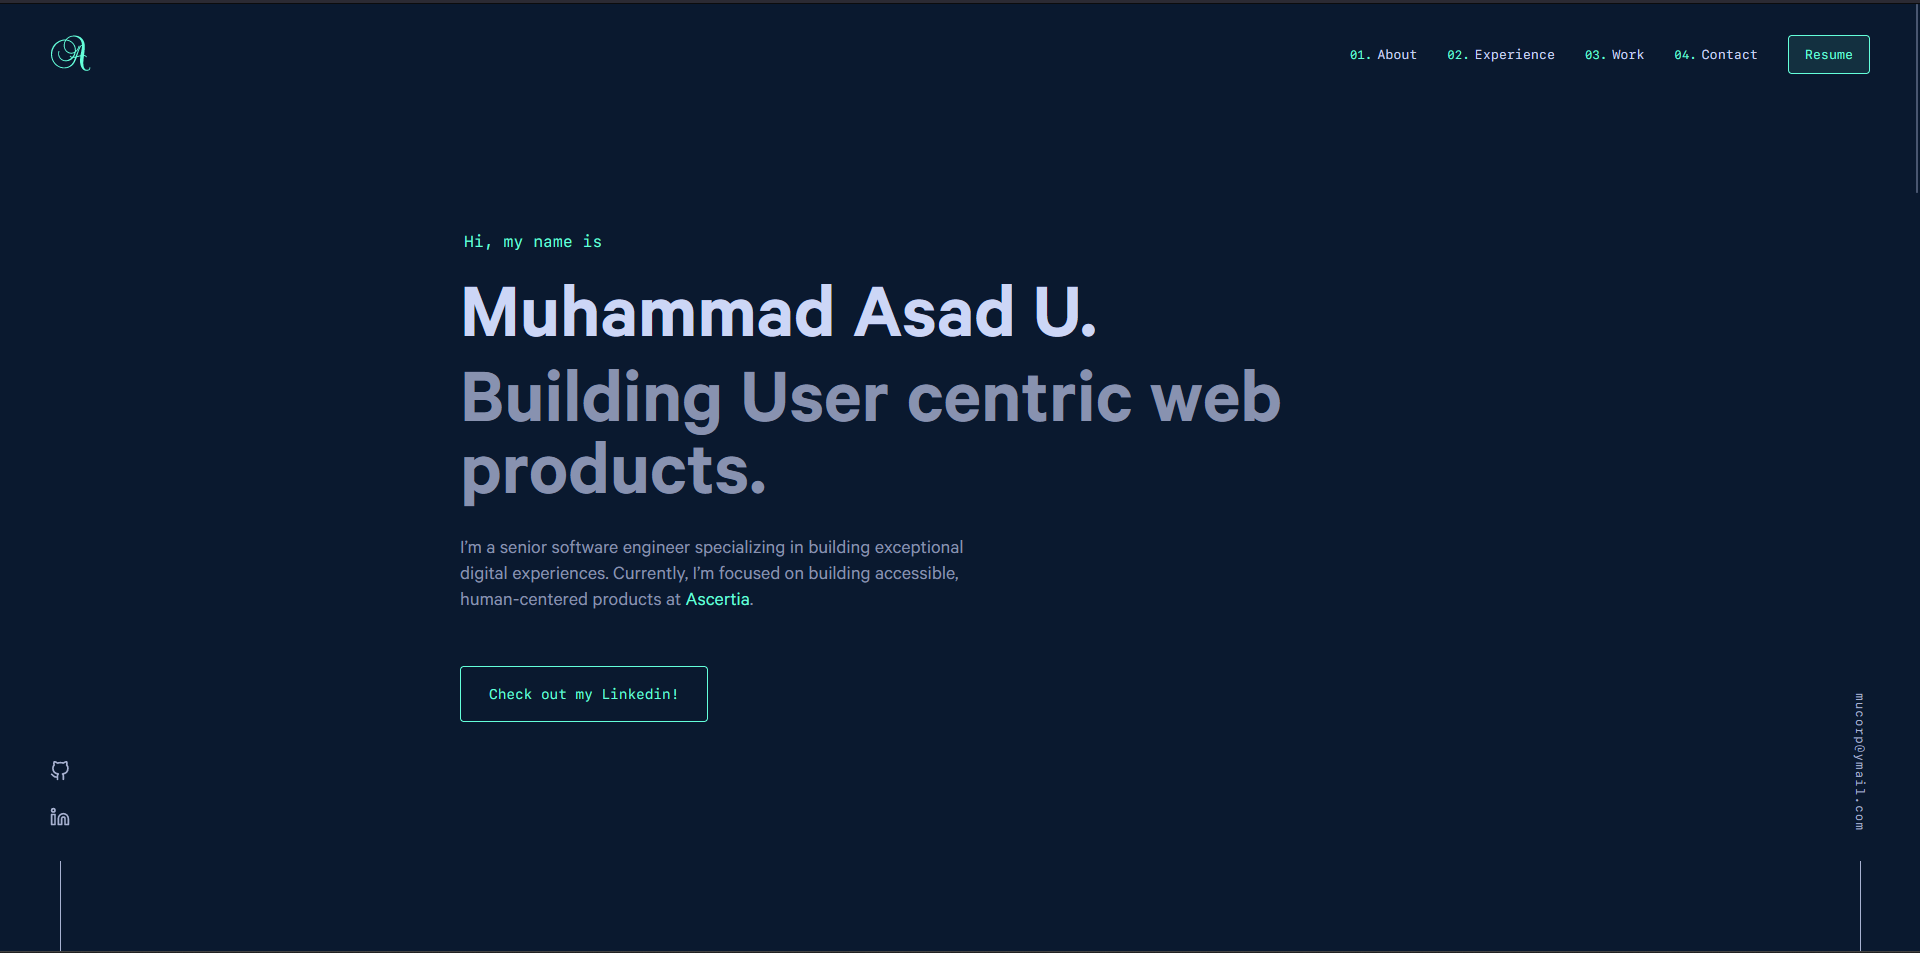 A
01. About 02. Experience 03. Work 04. Contact Resume
Hi, my name is
Muhammad Asad U.
Building User centric web
products.
I'm a senior software engineer specializing in building exceptional
digital experiences. Currently, I'm focused on building accessible,
human-centered products at Ascertia.
Check out my Linkedin!
in
mucorp@ymail.com